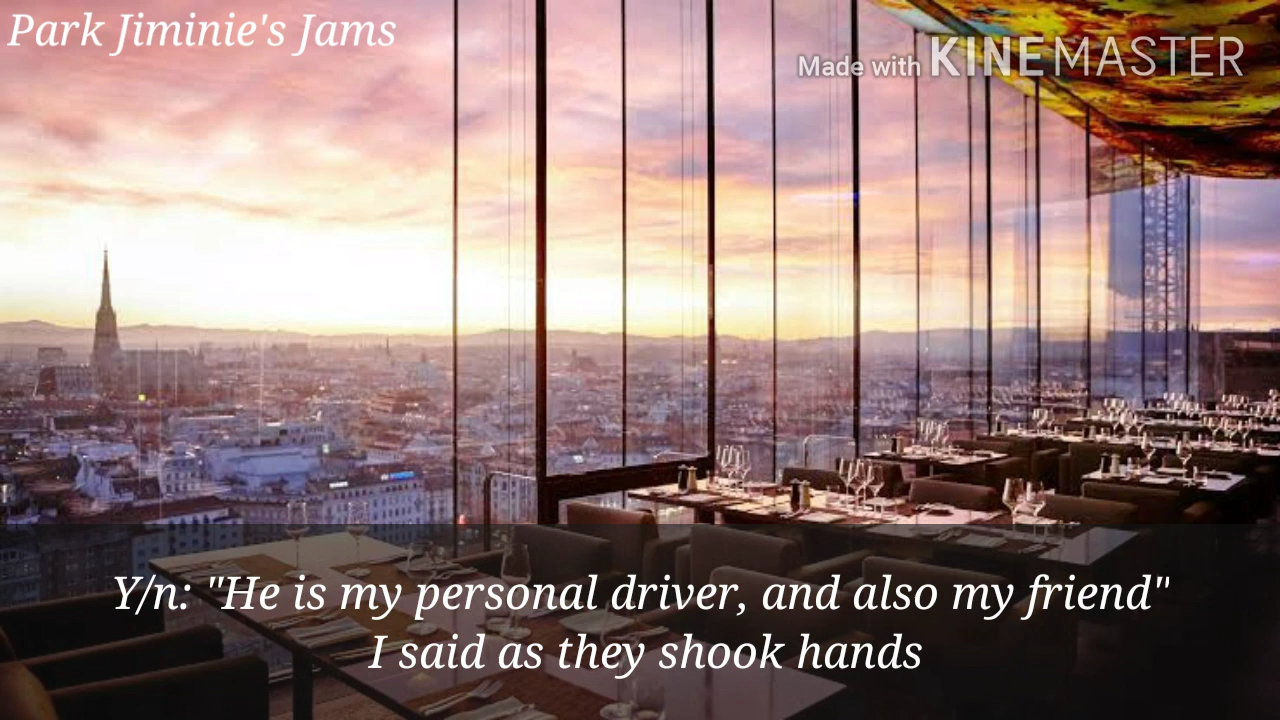 Park Jiminie's Jams
Made with KINEMASTER
Y/n: "He is my personal driver, and also my friend"
I said as they shook hands